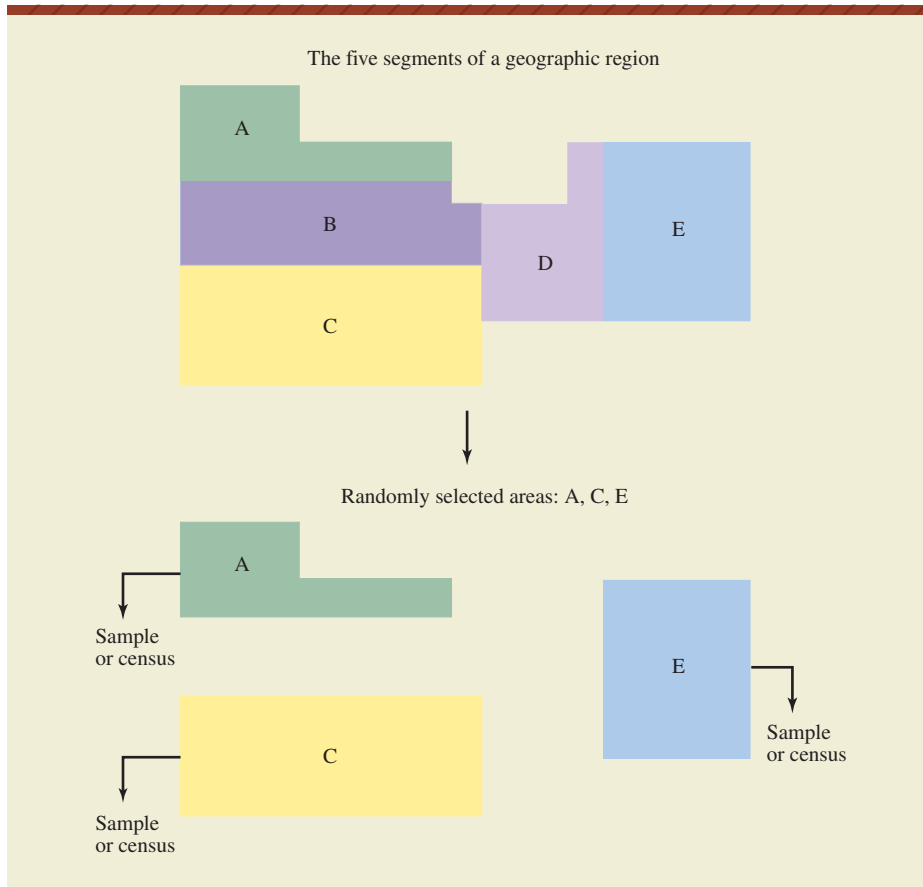 The five segments of a geographic region
A
B
C
D
E
Randomly selected areas: A, C, E
A
Sample
or census
E
Sample
or census
C
Sample
or census